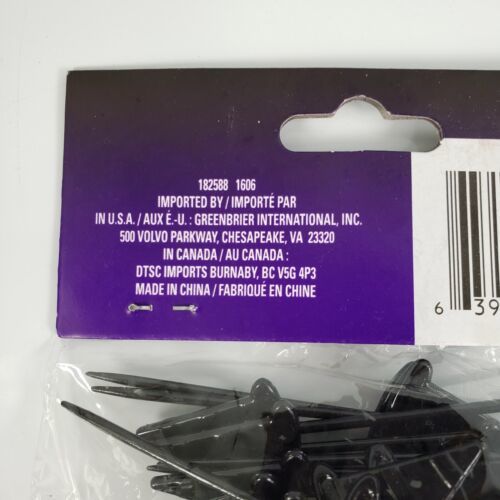 182588 1606
IMPORTED BY / IMPORTÉ PAR
IN U.S.A. / AUX É.-U. : GREENBRIER INTERNATIONAL, INC.
500 VOLVO PARKWAY, CHESAPEAKE, VA 23320
IN CANADA / AU CANADA :
DTSC IMPORTS BURNABY, BC V5G 4P3
MADE IN CHINA / FABRIQUÉ EN CHINE
6 39